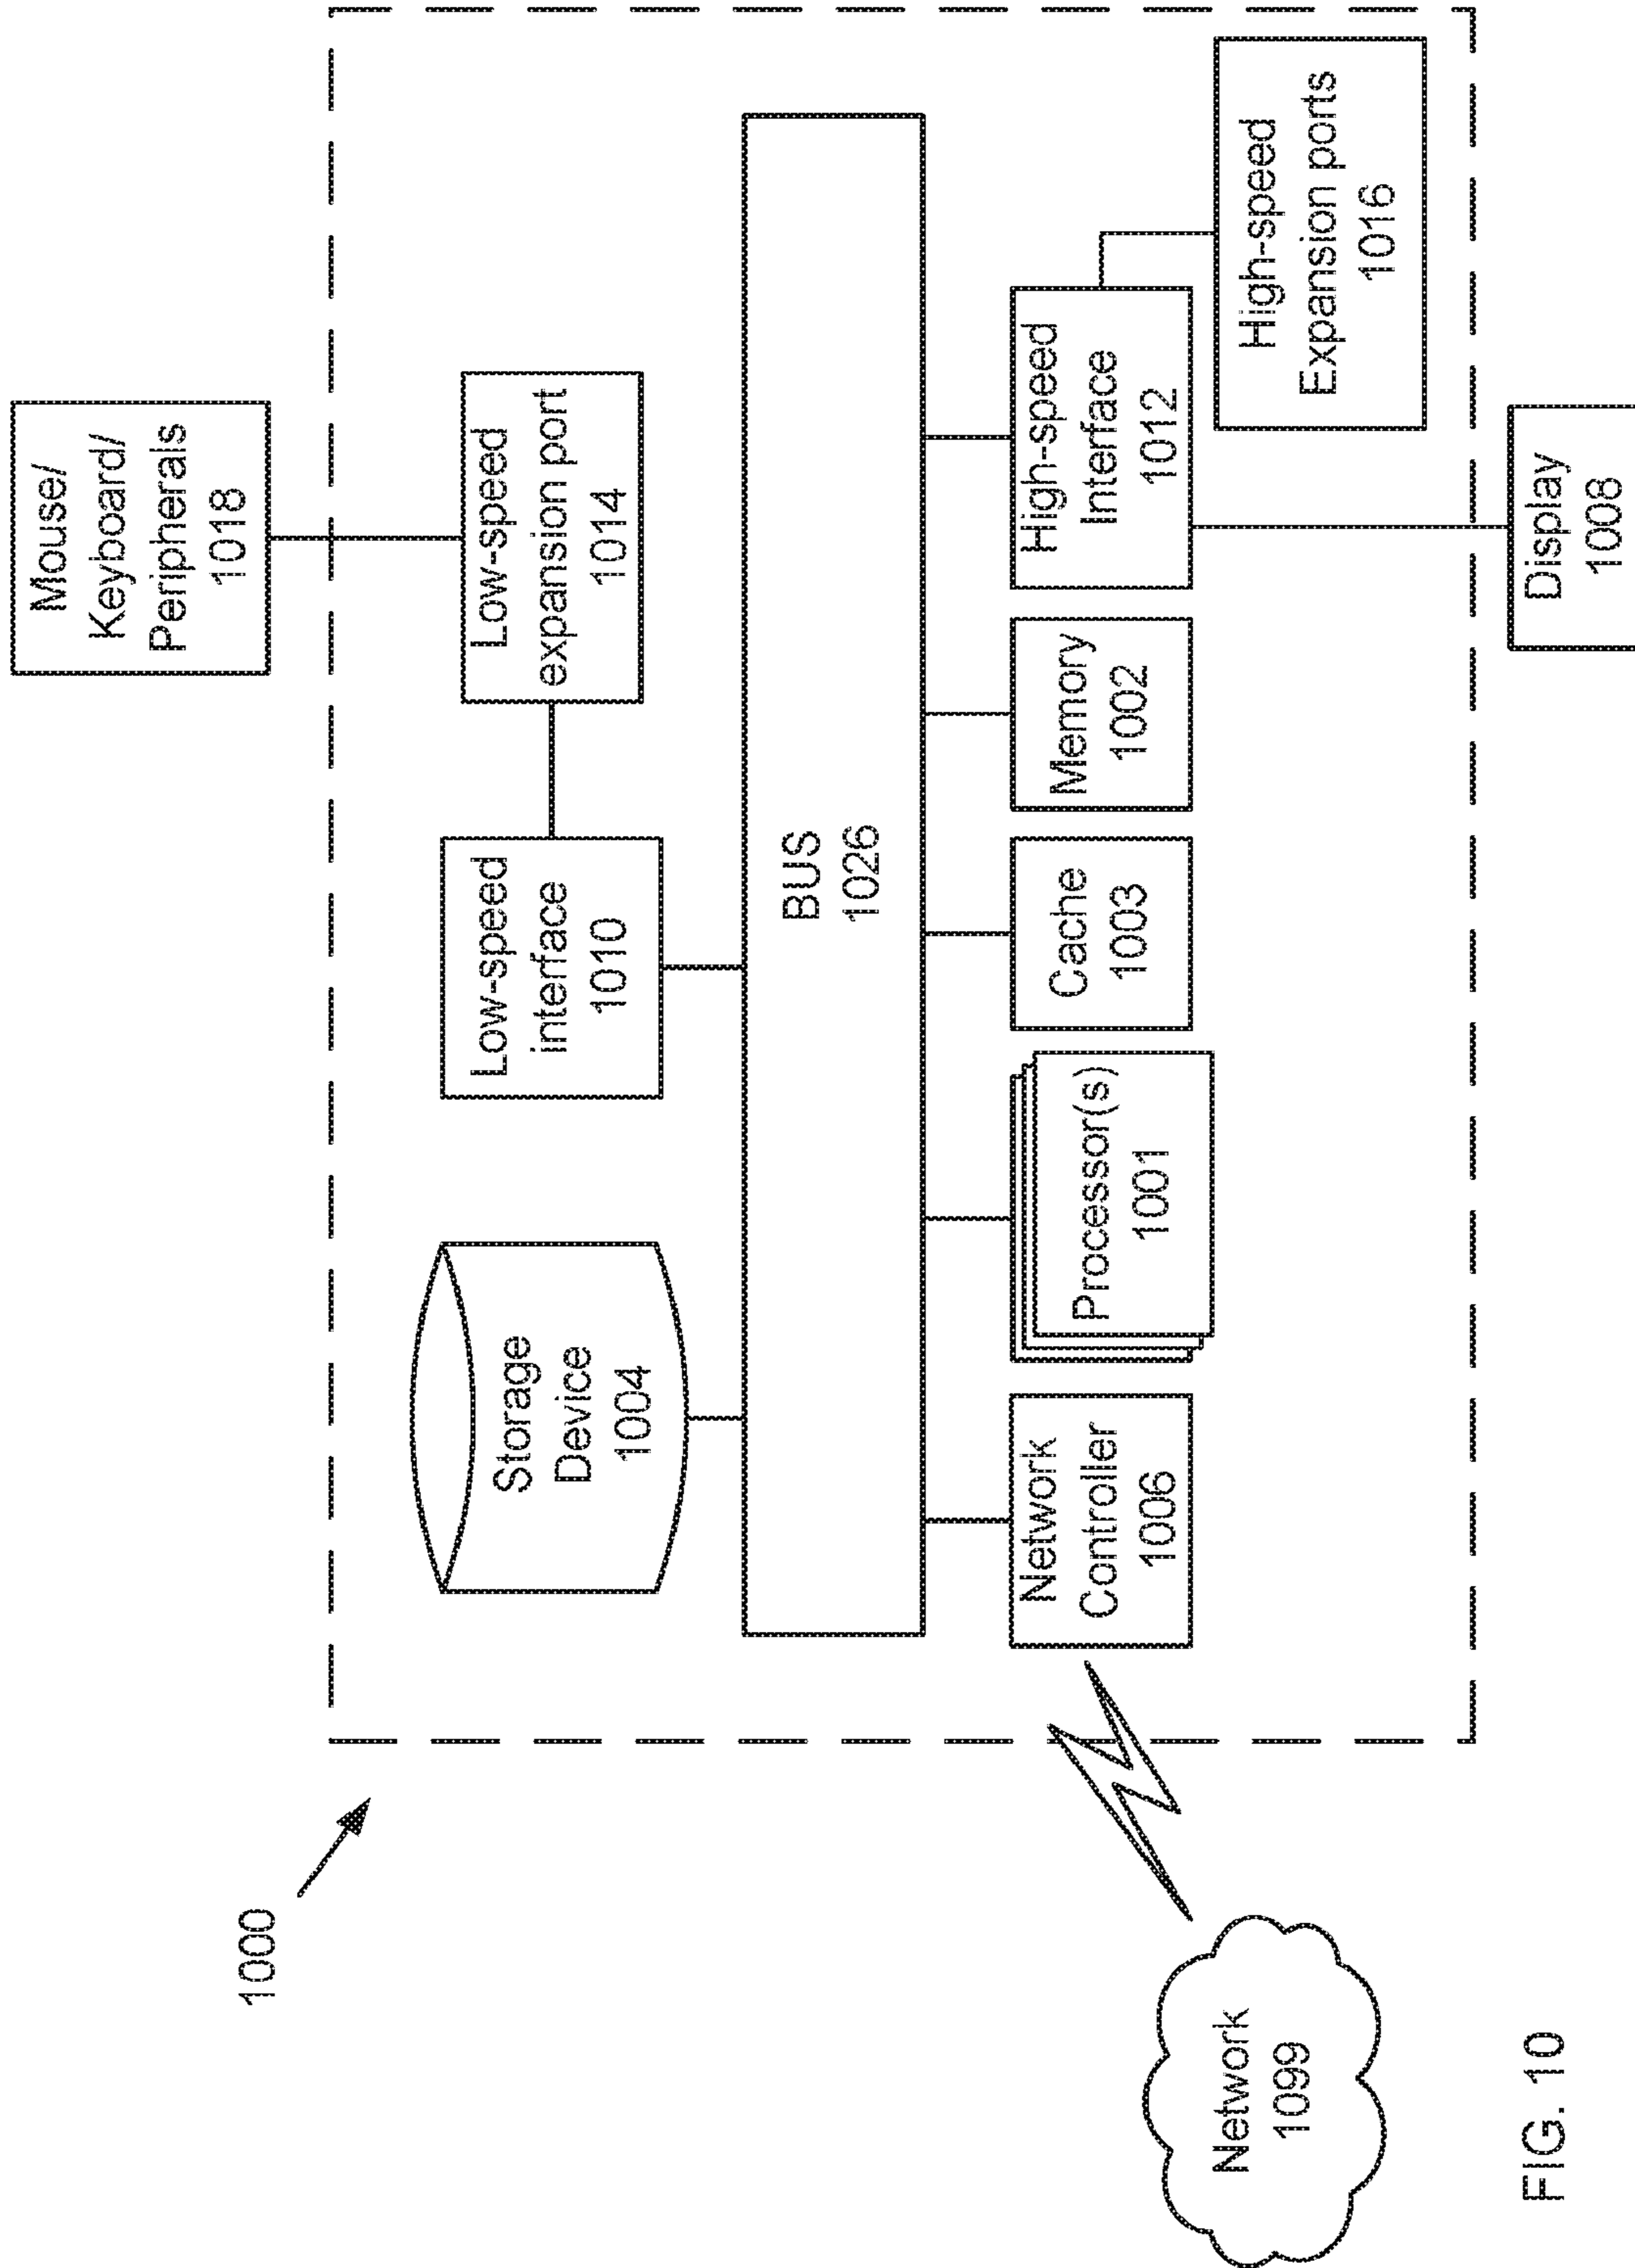 1000
Mouse/
Keyboard/
Peripherals
1018
Storage
Device
1004
Low-speed
interface
1010
Low-speed
expansion port
1014
BUS
1026
Network
Controller
1006
Processor(s)
1001
Cache
1003
Memory
1002
High-speed
Interface
1012
High-speed
Expansion ports
1016
Network
1099
Display
1008
FIG. 10